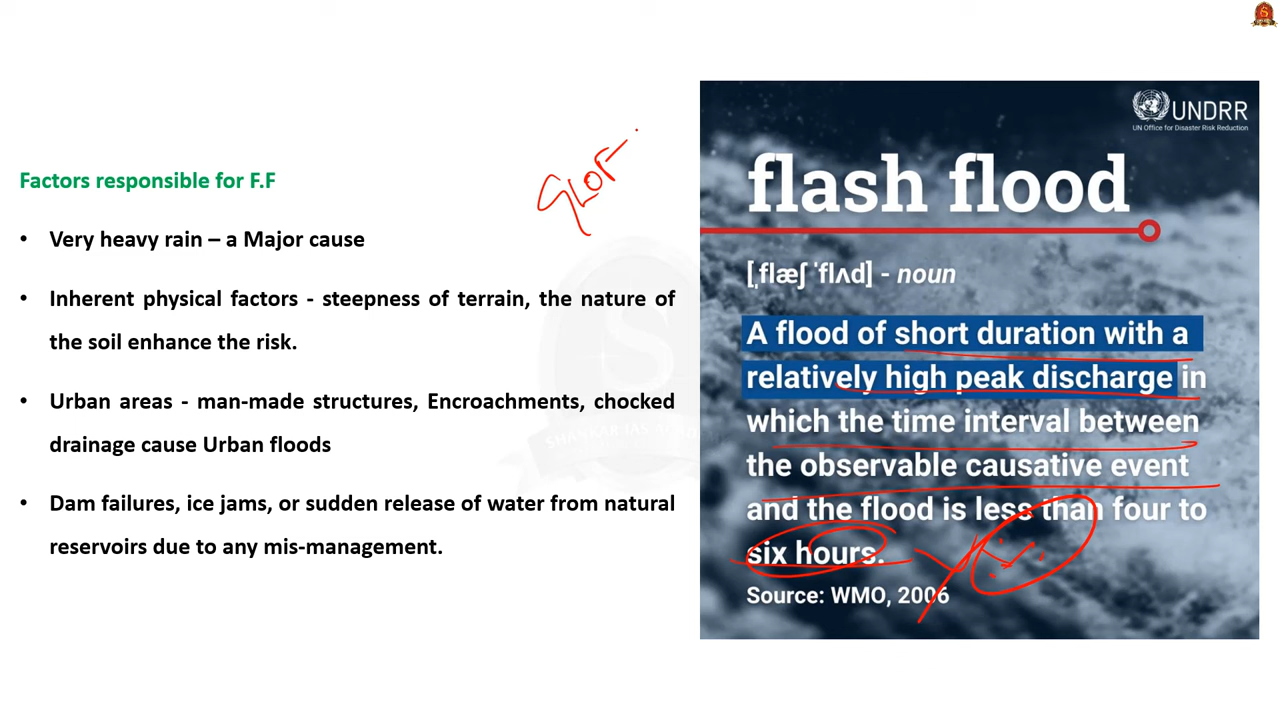 Factors responsible for F.F
• Very heavy rain – a Major cause
• Inherent physical factors - steepness of terrain, the nature of
the soil enhance the risk.
• Urban areas - man-made structures, Encroachments, chocked
drainage cause Urban floods
• Dam failures, ice jams, or sudden release of water from natural
reservoirs due to any mis-management.
GLOF
SHANKAR IAS ACADEMY
UNDRR
UN Office for Disaster Risk Reduction
flash flood
[ˌflæʃ ˈflʌd] - noun
A flood of short duration with a
relatively high peak discharge in
which the time interval between
the observable causative event
and the flood is less than four to
six hours.
Source: WMO, 2006